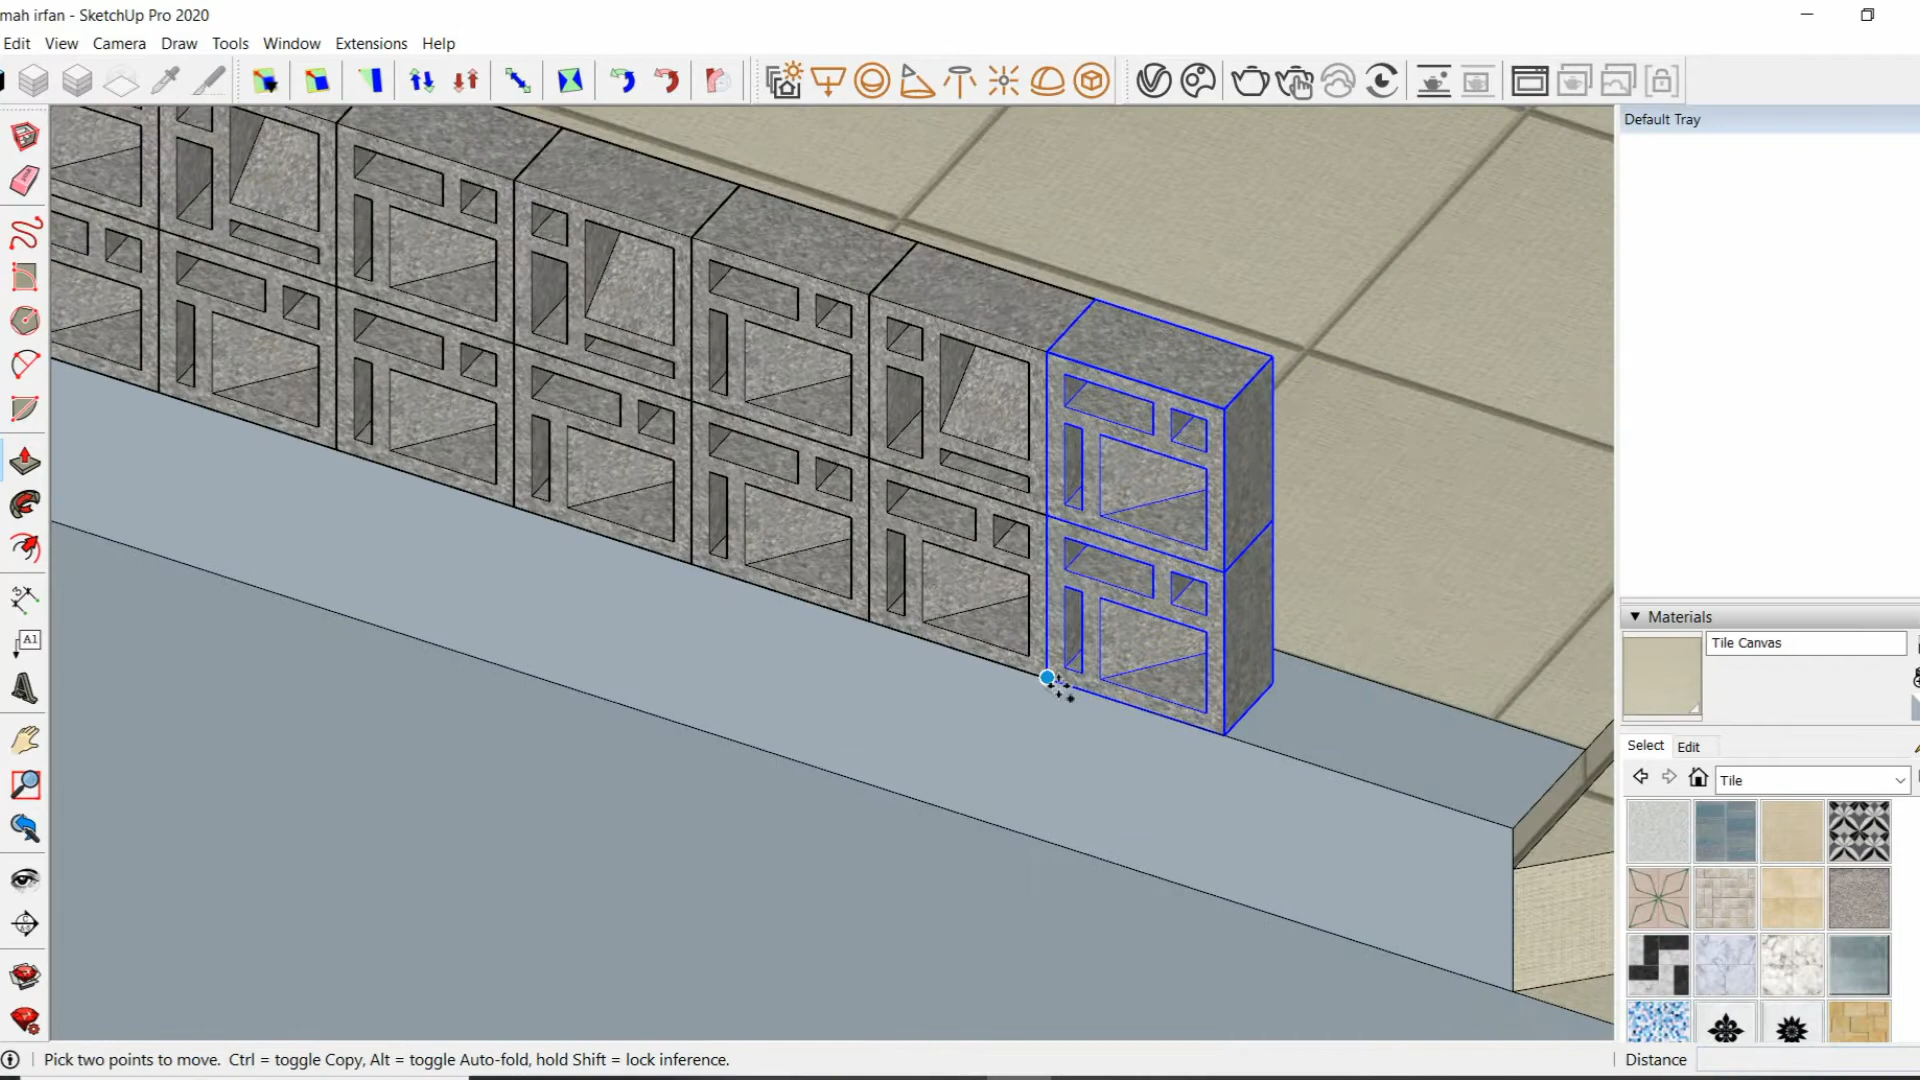 mah irfan - SketchUp Pro 2020
Edit View Camera Draw Tools Window Extensions Help
Default Tray
Materials
Tile Canvas
Select Edit
Tile
A1
Pick two points to move. Ctrl = toggle Copy, Alt = toggle Auto-fold, hold Shift = lock inference.
Distance